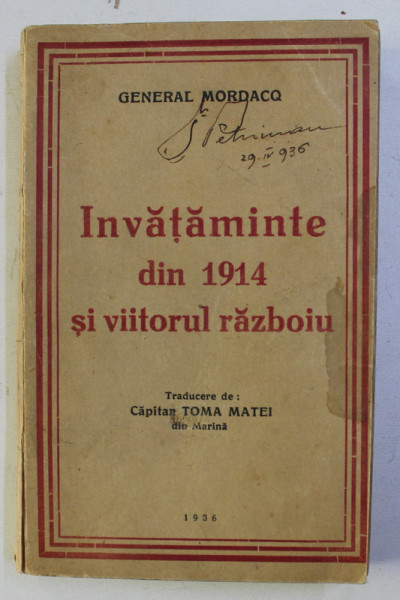 GENERAL MORDACQ
29 IV 936
Invățăminte
din 1914
și viitorul războiu
Traducere de :
Căpitan TOMA MATEI
din Marină
1936